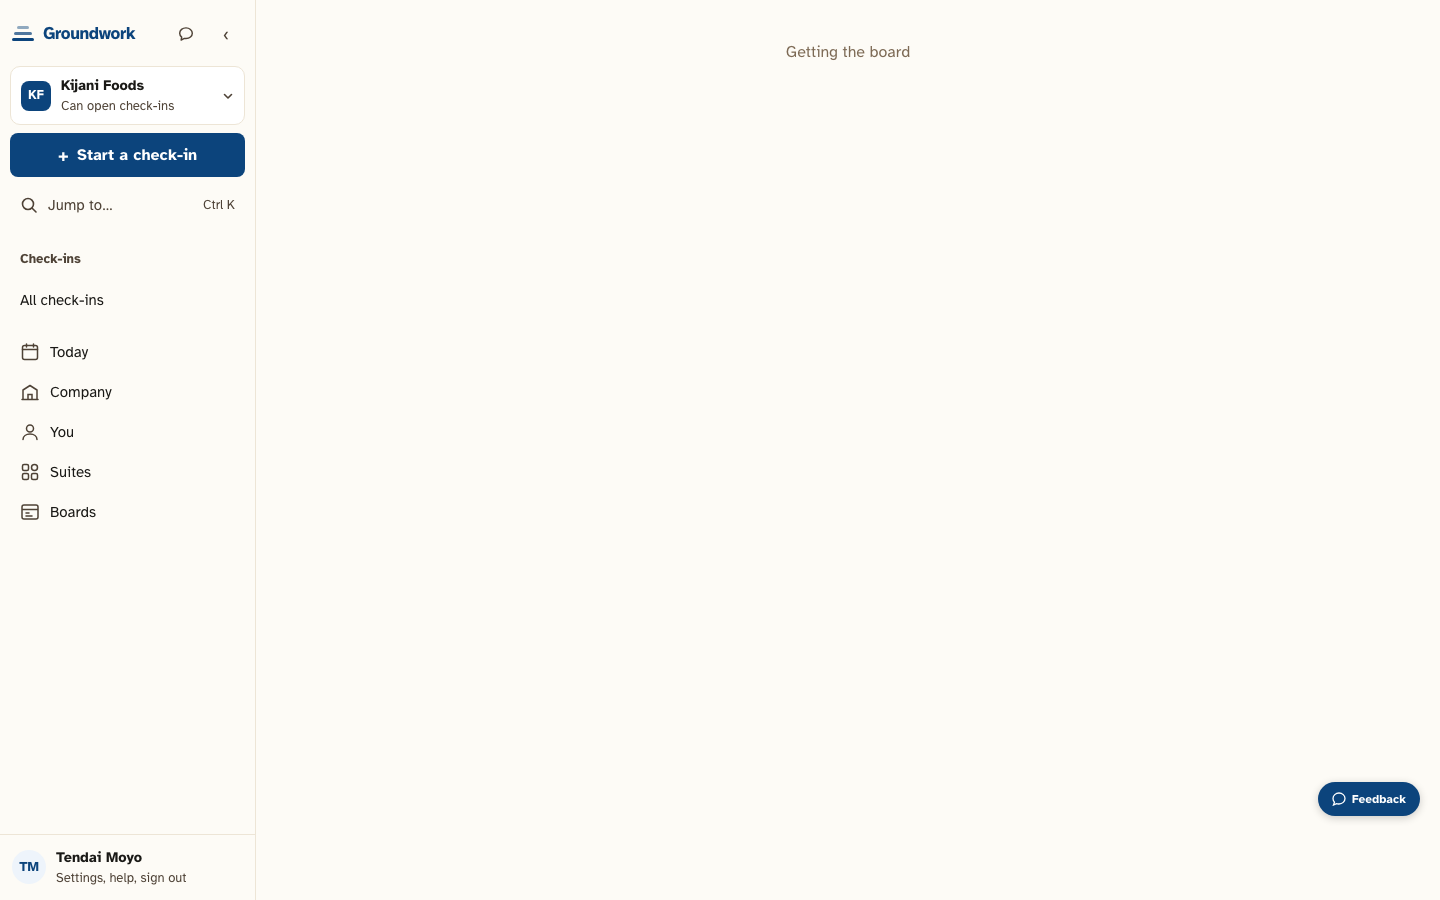 Groundwork
KF
Kijani Foods
Can open check-ins
+ Start a check-in
Jump to...
Ctrl K
Check-ins
All check-ins
Today
Company
You
Suites
Boards
TM
Tendai Moyo
Settings, help, sign out
Getting the board
Feedback